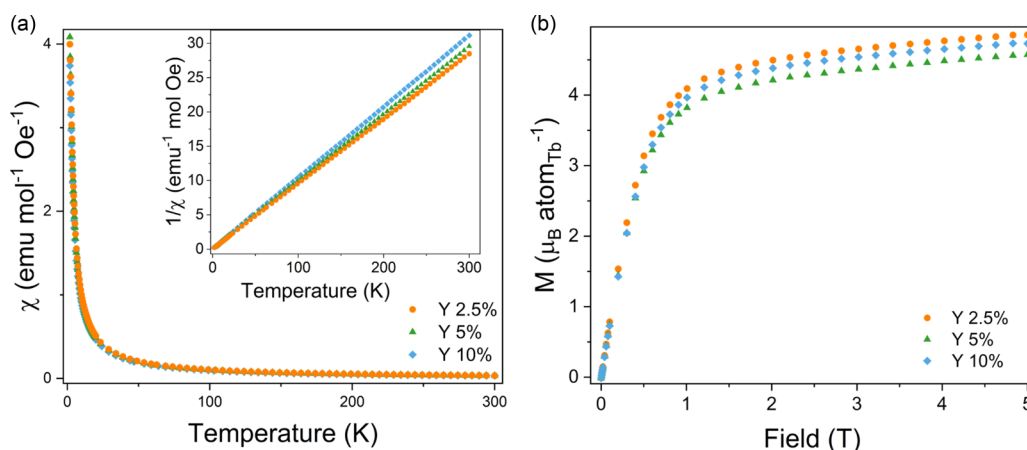 (a)
4
2
0
χ (emu mol⁻¹ Oe⁻¹)
0
100
200
300
Temperature (K)
30
25
20
15
10
5
0
1/χ (emu⁻¹ mol Oe)
0
100
200
300
Temperature (K)
Y 2.5%
Y 5%
Y 10%
(b)
4
3
2
1
0
M (μB atomTb⁻¹)
0
1
2
3
4
5
Field (T)
Y 2.5%
Y 5%
Y 10%